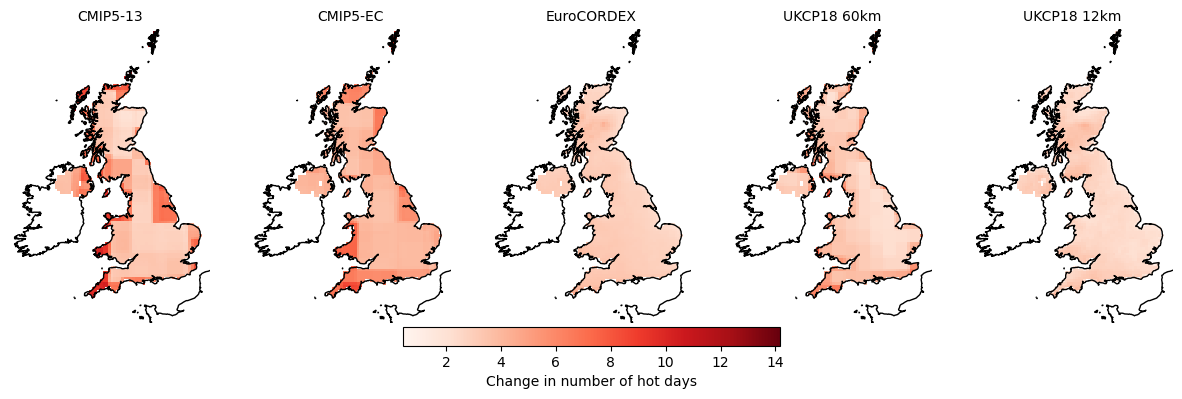 CMIP5-13 CMIP5-EC EuroCORDEX UKCP18 60km UKCP18 12km
2 4 6 8 10 12 14
Change in number of hot days